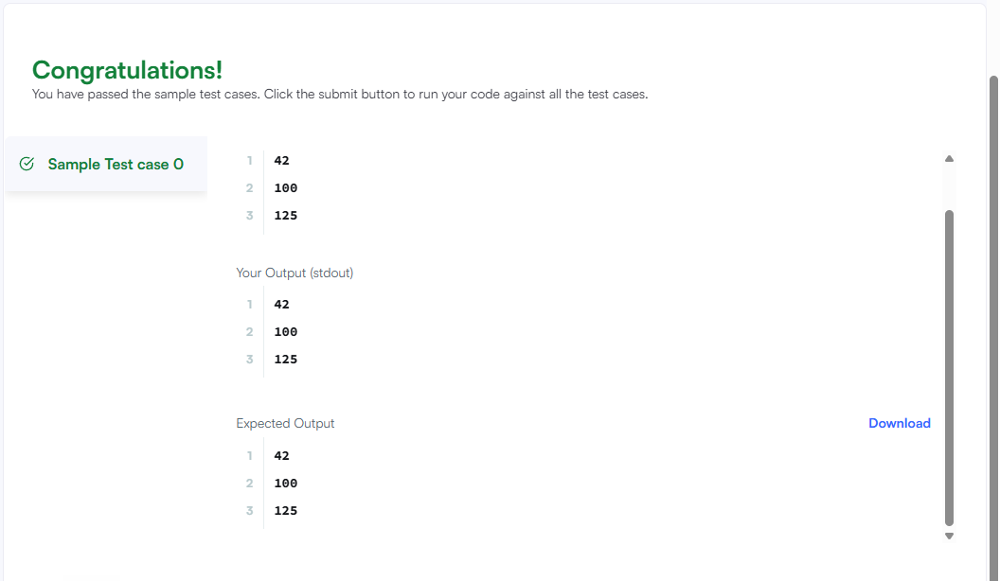 Congratulations!
You have passed the sample test cases. Click the submit button to run your code against all the test cases.
Sample Test case 0
1 42
2 100
3 125
Your Output (stdout)
1 42
2 100
3 125
Expected Output Download
1 42
2 100
3 125